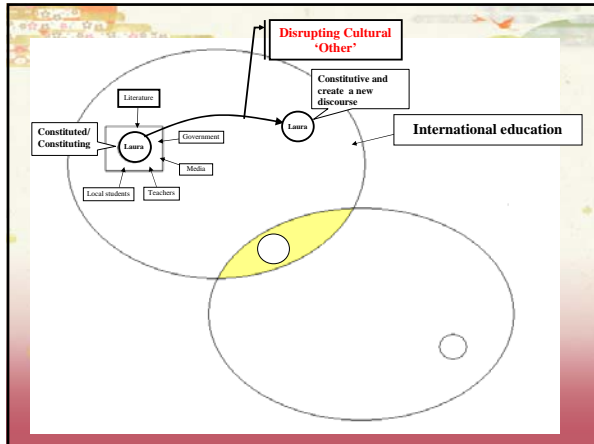 Disrupting Cultural
‘Other’
Constitutive and
create a new
discourse
Literature
Constituted/
Constituting
Laura
Government
Laura
International education
Media
Local students
Teachers